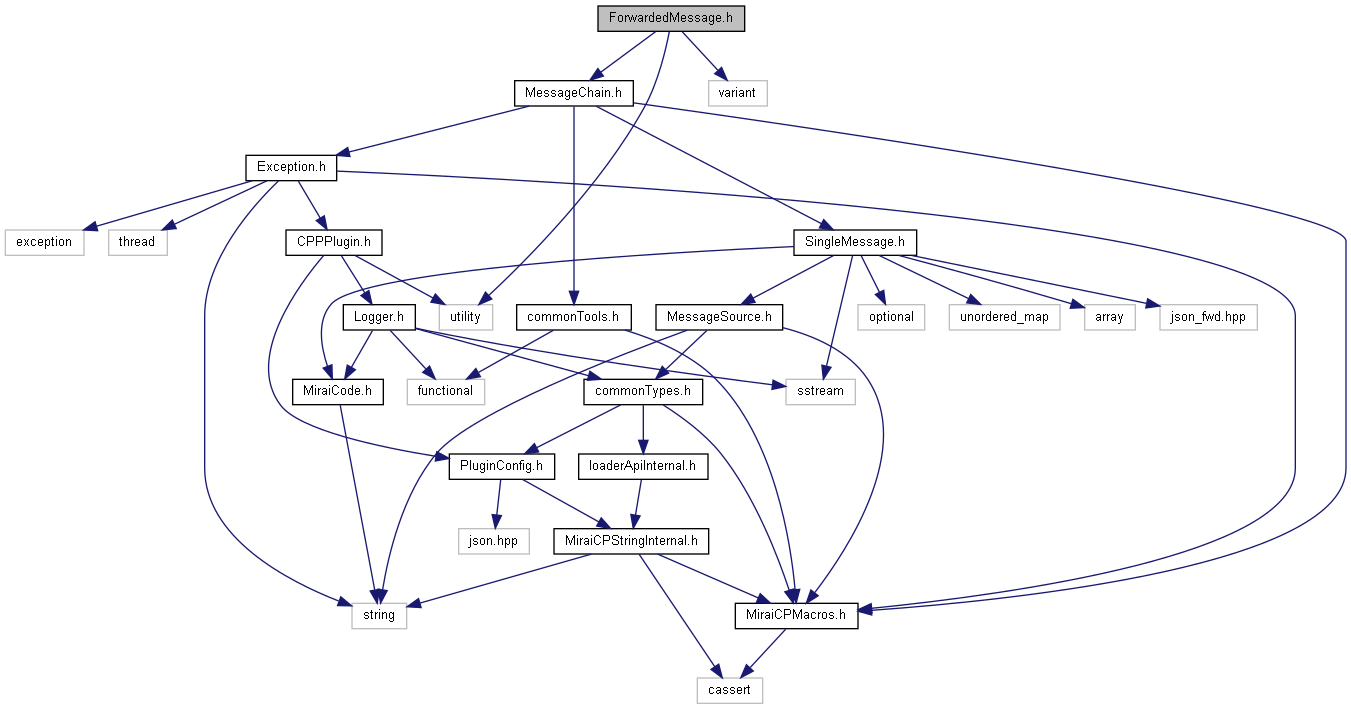 ForwardedMessage.h
MessageChain.h
variant
Exception.h
exception
thread
CPPPlugin.h
SingleMessage.h
Logger.h
utility
commonTools.h
MessageSource.h
optional
unordered_map
array
json_fwd.hpp
MiraiCode.h
functional
commonTypes.h
sstream
PluginConfig.h
loaderApiInternal.h
json.hpp
MiraiCPStringInternal.h
string
MiraiCPMacros.h
cassert